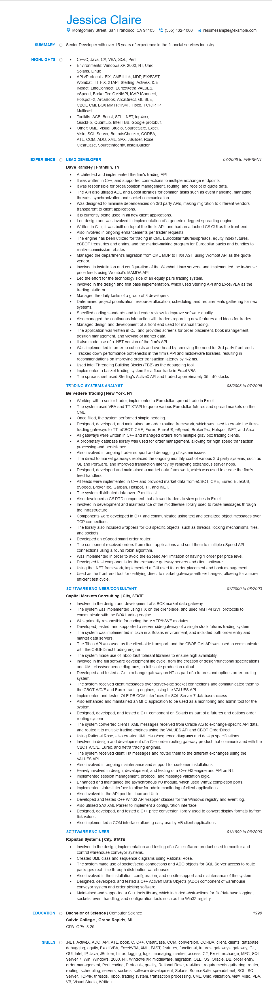 Jessica Claire
Montgomery Street, San Francisco, CA 94105 (555) 432-1000 resumesample@example.com
SUMMARY
Senior Developer with over 15 years of experience in the financial services industry.
HIGHLIGHTS
• C++/C, Java, C#, VBA, SQL, Perl
• Environments: Windows XP, 2000, NT, Unix,
Solaris, Linux
• APIs/Protocols: FIX, CME iLink, MDP, FIX/FAST,
Wombat, TT FIX, XTAPI, Sterling, ActiveX, ICE
iMpact, LiffeConnect, Eurex/Xetra VALUES,
eSpeed, BrokerTec OMNIAPI, ICAP iConnect,
HotspotFX, ArcaBook, ArcaDirect, GL SLE,
CBOE CMi, BOX MMTP/HSVF, Tibco, TCP/IP, IP
Multicast
• Toolkits: ACE, Boost, STL, .NET, log4cxx,
QuickFix, QuantLib, Intel TBB, Google protobuf,
• Other: UML, Visual Studio, SourceSafe, Excel,
Visio, SQL Server, BoundsChecker, CORBA,
ATL, COM, ADO, XML, SAX, JBuilder, Rose,
ClearCase, SourceIntegrity, InstallBuilder
EXPERIENCE
LEAD DEVELOPER 07/2006 to PRESENT
Dave Ramsey | Franklin, TN
• Architected and implemented the firm's trading API.
• It was written in C++, and supported connections to multiple exchange endpoints.
• It was responsible for order/position management, routing, and receipt of quote data.
• The API also utilized ACE and Boost libraries for common tasks such as event handling, managing
threads, synchronization and socket communication.
• Was designed to minimize dependencies on 3rd party APIs, making migration to different vendors
transparent to client applications.
• It is currently being used in all new client applications.
• Led design and was involved in implementation of a generic n-legged spreading engine.
• Written in C++, it was built on top of the firm's API, and had an attached C# GUI as the front-end.
• Also involved in ongoing enhancements per trader requests.
• The engine has been utilized for trading in CME Eurodollar futures/spreads, equity index futures,
eCBOT treasuries and grains, and the market-making program for Eurodollar packs and bundles to
realize commission rebates.
• Managed the department's migration from CME MDP to FIX/FAST, using Wombat API as the quote
vendor.
• Involved in installation and configuration of the Wombat Linux servers, and implemented the in-house
price feeds using Wombat's MAMDA API.
• Led the effort for the technology side of an equity pairs trading system.
• Involved in the design and first pass implementation, which used Sterling API and Excel/VBA as the
trading platform.
• Managed the daily tasks of a group of 3 developers.
• Determined project prioritization, resource allocation, scheduling, and requirements gathering for new
systems.
• Specified coding standards and led code reviews to improve software quality.
• Also managed the continuous interaction with traders regarding new features and ideas for trades.
• Managed design and development of a front-end used for manual trading.
• The application was written in C#, and provided screens for order placement, book management,
position management, and viewing of market data.
• It also made use of a .NET version of the firm's API.
• Was implemented in order to cut costs and overhead by removing the need for 3rd party front-ends.
• Tracked down performance bottlenecks in the firm's API and middleware libraries, resulting in
recommendations on improving order transaction latency by 1-2 ms.
• Used Intel Threading Building Blocks (TBB) as the debugging tool.
• Implemented a basket trading system for a floor trade in Excel VBA.
• The spreadsheet used Sterling's ActiveX API and traded approximately 35 - 40 stocks.
TRADING SYSTEMS ANALYST 08/2003 to 07/2006
Belvedere Trading | New York, NY
• Working with a senior trader, implemented a Eurodollar spread trade in Excel.
• The system used VBA and TT XTAPI to quote various Eurodollar futures and spread markets on the
CME.
• Once filled, the system performed simple hedging.
• Designed, developed, and maintained an order routing framework, which was used to create the firm's
trading gateways to TT, eCBOT, CME, Eurex, EurexUS, eSpeed, BrokerTec, Hotspot, INET, and Arca.
• All gateways were written in C++ and managed orders from multiple gray box trading clients.
• A proprietary database library was used for order management, allowing for high speed transaction
processing and persistence.
• Also involved in ongoing trader support and debugging of system issues.
• The direct to market gateways replaced the ongoing monthly cost of various 3rd party systems, such as
GL and Portware, and improved transaction latency by removing extraneous server hops.
• Designed, developed and maintained a market data framework, which was used to create the firm's
feed handlers.
• All feeds were implemented in C++ and provided market data from eCBOT, CME, Eurex, EurexUS,
eSpeed, BrokerTec, Garban, Hotspot, TT, and INET.
• The system distributed data over IP multicast.
• Also developed a C# RTD component that allowed traders to view prices in Excel.
• Involved in development and maintenance of the middleware library used to route messages through
the infrastructure.
• Components were developed in C++ and communicated using text and serialized object messages over
TCP connections.
• The library also included wrappers for OS specific objects, such as threads, locking mechanisms, files,
and sockets.
• Developed an eSpeed smart order router
• The component received orders from client applications and sent them to multiple eSpeed API
connections using a round robin algorithm.
• Was implemented in order to avoid the eSpeed API limitation of having 1 order per price level.
• Developed test components for the exchange gateway servers and client software.
• Using the .NET framework, implemented a GUI used for order placement and book management.
• Used as the front-end tool for certifying direct to market gateways with exchanges, allowing for a more
efficient test cycle.
SOFTWARE ENGINEER/CONSULTANT 07/2000 to 08/2003
Capital Markets Consulting | City, STATE
• Involved in the design and development of a BOX market data gateway.
• The system was implemented using FIX on the client-side, and used MMTP/HSVF protocols to
communicate with the BOX trading engine.
• Was primarily responsible for coding the MMTP/HSVF modules.
• Developed, tested, and supported a server-side gateway of a single stock futures trading system.
• The system was implemented in Java in a Solaris environment, and included both order entry and
market data servers.
• The Tibco API was used as the client-side transport, and the CBOE CMi API was used to communicate
with the CBOEDirect trading engine.
• The system made use of Tibco fault tolerant libraries to ensure high availability.
• Involved in the full software development life cycle, from the creation of design/functional specifications
and UML class/sequence diagrams, to full-scale production rollout.
• Developed and tested a C++ exchange gateway on NT as part of a futures and options order routing
system.
• The system received client messages over server-side socket connections and communicated them to
the CBOT A/C/E and Eurex trading engines, using the VALUES API.
• Implemented and tested OLE DB COM interfaces for SQL Server 7 database access.
• Also enhanced and maintained an MFC application to be used as a monitoring and admin tool for the
system.
• Designed, developed, and tested a C++ component on Solaris as part of a futures and options order
routing system.
• The system converted client FIXML messages received from Oracle AQ to exchange-specific API data,
and routed it to multiple trading engines using the VALUES API and CBOT OrderDirect.
• Using Rational Rose, also created UML class/sequence diagrams and design specifications.
• Involved in design and development of a C++ order routing gateway product that communicated with the
CBOT A/C/E, Eurex, and Xetra trading engines.
• The system received client FIX messages and routed them to the different exchanges using the
VALUES API.
• Also involved in ongoing maintenance and support for customer installations.
• Heavily involved in design, development, and testing of a C++ FIX engine and API on NT.
• Implemented session management, protocol, and message validation logic.
• Enhanced and maintained the asynchronous I/O module, which used Win32 completion ports.
• Implemented status interface to allow for admin monitoring of client applications.
• Also involved in the API port to Linux and Unix.
• Developed and tested C++ Win32 API wrapper classes for the Windows registry and event log.
• Also utilized SAX XML Parser to implement a configuration interface.
• Designed, developed, and tested a C++ price conversion library used to convert display formats to/from
tick values.
• Also implemented a COM interface allowing easy use by VB client applications.
SOFTWARE ENGINEER 01/1999 to 06/2000
Rapistan Systems | City, STATE
• Involved in the design, implementation and testing of a C++ software product used to monitor and
control warehouse conveyor systems.
• Created UML class and sequence diagrams using Rational Rose.
• The system made use of socket/serial connections and ADO objects for SQL Server access to route
packages real-time through distribution warehouses.
• Also involved in the installation, configuration, and on-site support and maintenance of the system.
• Designed, developed, and tested a C++ ActiveX Data Objects (ADO) component of warehouse
conveyor system and order picking software.
• Maintained and supported a C++ tools library, which included abstractions for file/database logging,
sockets, event handling, and configuration tools such as the Win32 registry.
EDUCATION
Bachelor of Science | Computer Science 1998
Calvin College , Grand Rapids, MI
GPA: GPA: 3.25
SKILLS
.NET, ActiveX, ADO, API, ATL, book, C, C++, ClearCase, COM, conversion, CORBA, client, clients, database,
debugging, equity, Excel VBA, Excel/VBA, XML, FAST, features, functional, futures, gateways, gateway, GL,
GUI, Intel, IP, Java, JBuilder, Linux, logging, logic, managing, market, access, C#, Excel, exchange, MFC, SQL
Server 7, Win, Windows, 2000, NT, Windows XP, middleware, migration, OLE, OS, Oracle, DB, order entry,
order management, Perl, coding, Protocols, quality, Rational Rose, real-time, requirements gathering, router,
routing, scheduling, servers, sockets, software development, Solaris, SourceSafe, spreadsheet, SQL, SQL
Server, TCP/IP, threads, Tibco, trading system, transaction processing, UML, Unix, validation, view, Visio, VBA,
VB, Visual Studio, Written